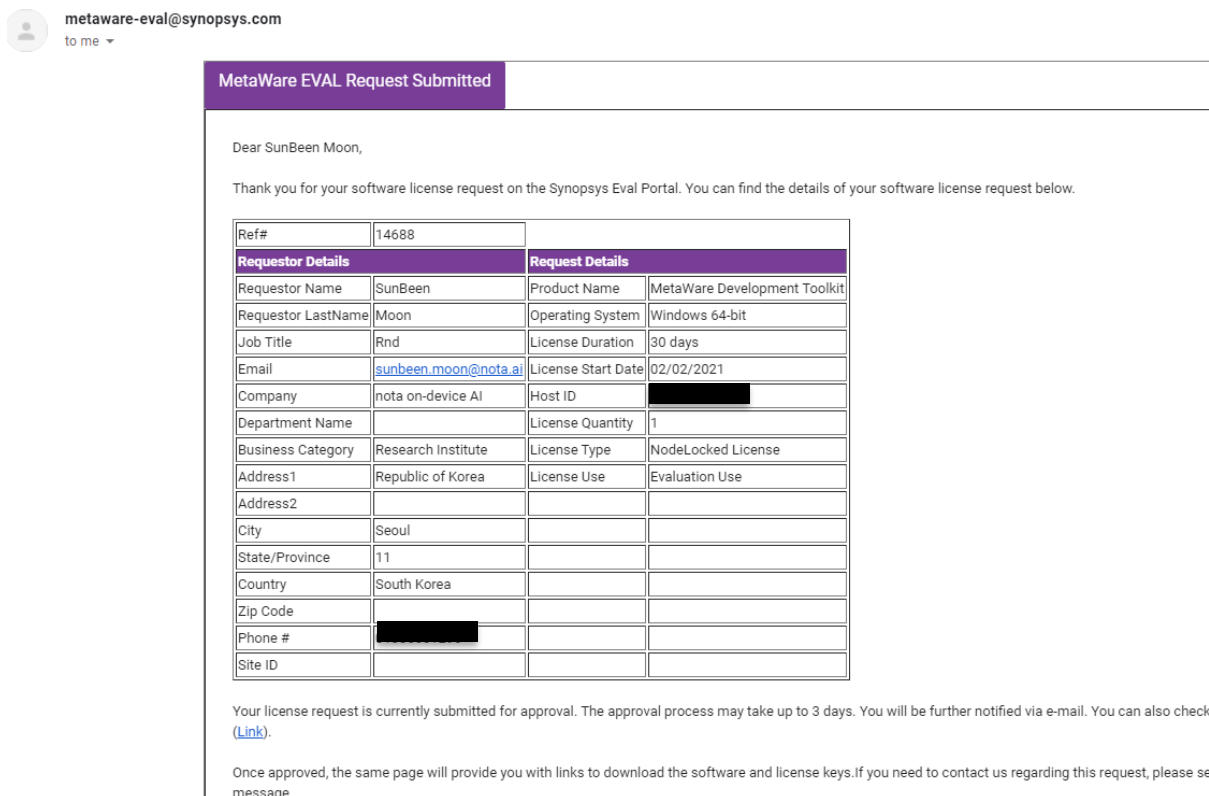 metaware-eval@synopsys.com
to me
MetaWare EVAL Request Submitted
Dear SunBeen Moon,
Thank you for your software license request on the Synopsys Eval Portal. You can find the details of your software license request below.
Ref# 14688
Requestor Details Request Details
Requestor Name SunBeen Product Name MetaWare Development Toolkit
Requestor LastName Moon Operating System Windows 64-bit
Job Title Rnd License Duration 30 days
Email sunbeen.moon@nota.ai License Start Date 02/02/2021
Company nota on-device AI Host ID
Department Name License Quantity 1
Business Category Research Institute License Type NodeLocked License
Address1 Republic of Korea License Use Evaluation Use
Address2
City Seoul
State/Province 11
Country South Korea
Zip Code
Phone #
Site ID
Your license request is currently submitted for approval. The approval process may take up to 3 days. You will be further notified via e-mail. You can also check
(Link).
Once approved, the same page will provide you with links to download the software and license keys.If you need to contact us regarding this request, please se
message